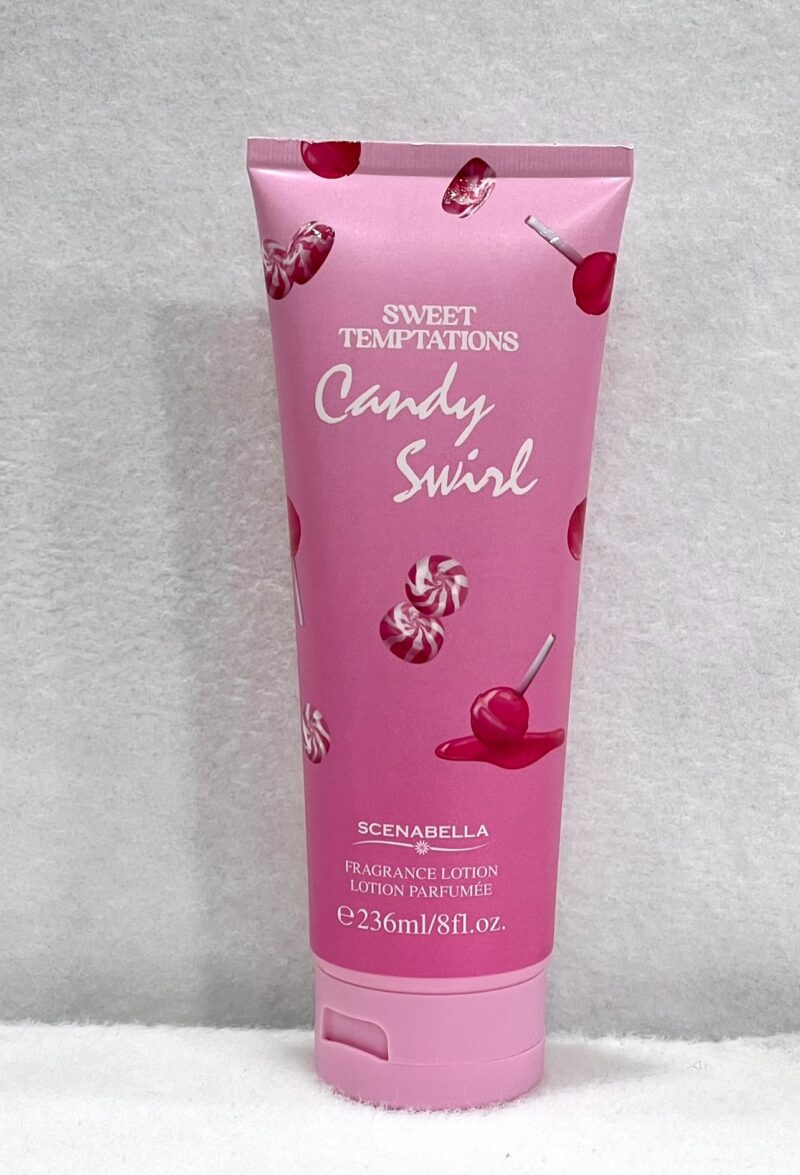 SWEET
TEMPTATIONS
Candy
Swirl
SCENABELLA
FRAGRANCE LOTION
LOTION PARFUMÉE
℮236ml/8fl.oz.